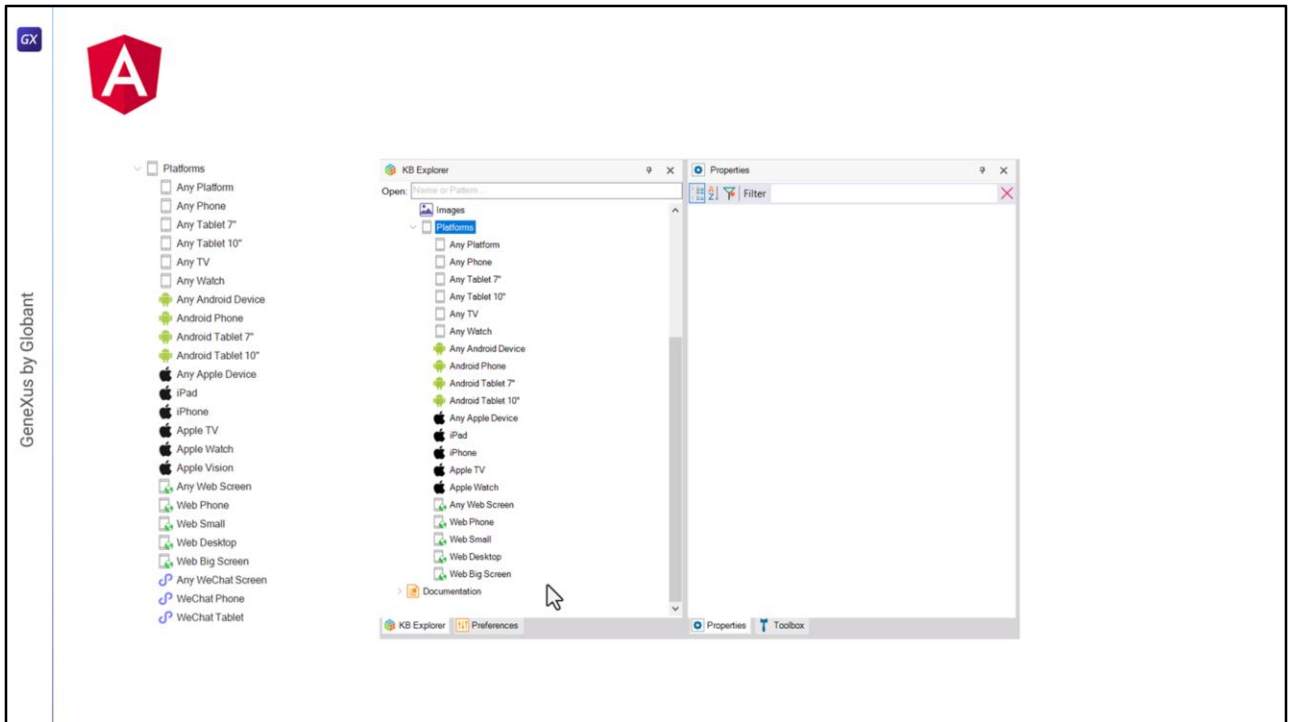 GX
GeneXus by Globant
A
Platforms
Any Platform
Any Phone
Any Tablet 7"
Any Tablet 10"
Any TV
Any Watch
Any Android Device
Android Phone
Android Tablet 7"
Android Tablet 10"
Any Apple Device
iPad
iPhone
Apple TV
Apple Watch
Apple Vision
Any Web Screen
Web Phone
Web Small
Web Desktop
Web Big Screen
Any WeChat Screen
WeChat Phone
WeChat Tablet
KB Explorer
Open: Name or Pattern...
Images
Platforms
Any Platform
Any Phone
Any Tablet 7"
Any Tablet 10"
Any TV
Any Watch
Any Android Device
Android Phone
Android Tablet 7"
Android Tablet 10"
Any Apple Device
iPad
iPhone
Apple TV
Apple Watch
Any Web Screen
Web Phone
Web Small
Web Desktop
Web Big Screen
Documentation
KB Explorer Preferences
Properties
Filter
Properties Toolbox